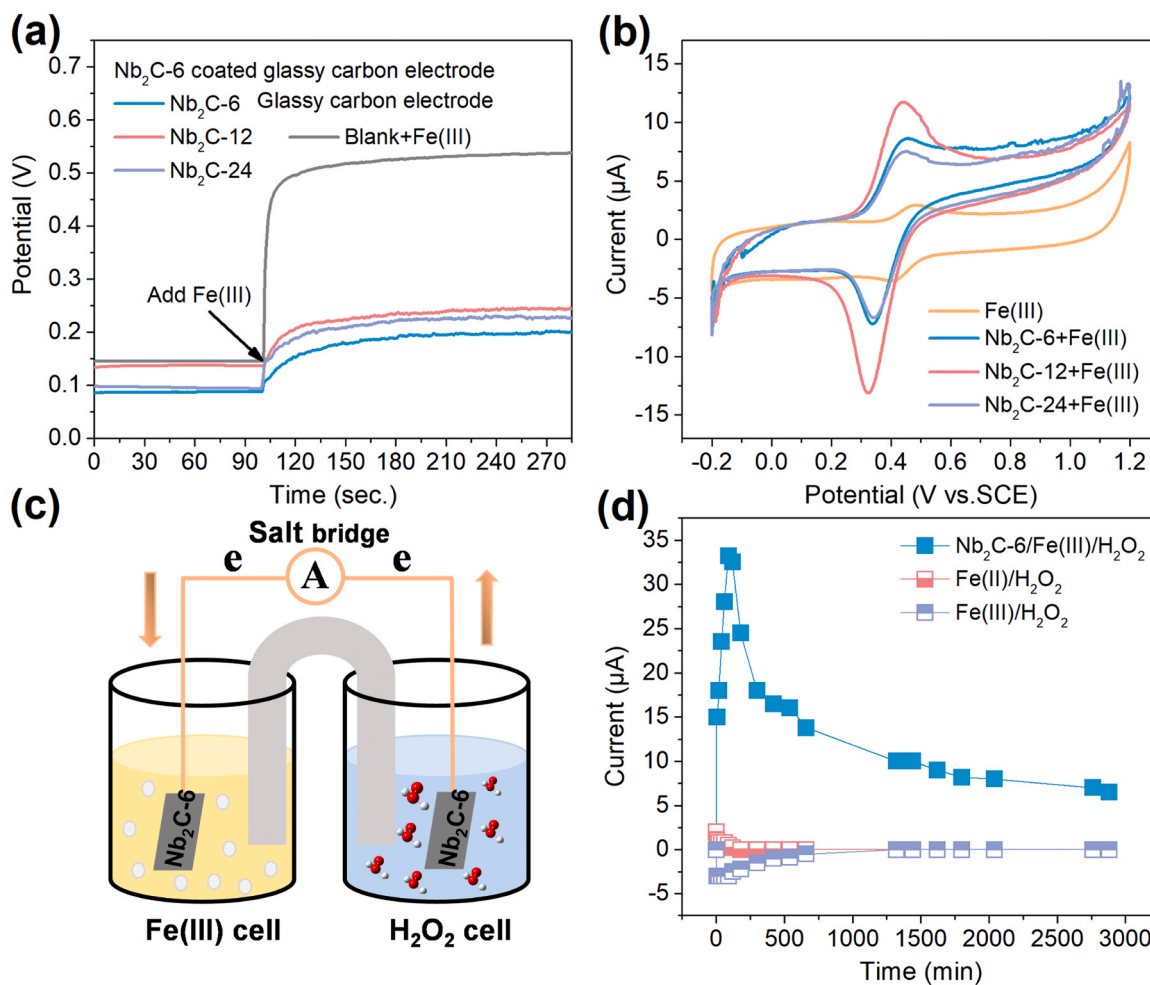 (a)
0.7
0.6
0.5
0.4
0.3
0.2
0.1
0.0
Potential (V)
Nb₂C-6 coated glassy carbon electrode
Nb₂C-6 Glassy carbon electrode
Nb₂C-12 Blank+Fe(III)
Nb₂C-24
Add Fe(III)
0 30 60 90 120 150 180 210 240 270
Time (sec.)
(b)
15
10
5
0
-5
-10
-15
Current (μA)
Fe(III)
Nb₂C-6+Fe(III)
Nb₂C-12+Fe(III)
Nb₂C-24+Fe(III)
-0.2 0.0 0.2 0.4 0.6 0.8 1.0 1.2
Potential (V vs.SCE)
(c)
Salt bridge
e A e
Nb₂C-6 Nb₂C-6
Fe(III) cell H₂O₂ cell
(d)
35
30
25
20
15
10
5
0
-5
Current (μA)
Nb₂C-6/Fe(III)/H₂O₂
Fe(II)/H₂O₂
Fe(III)/H₂O₂
0 500 1000 1500 2000 2500 3000
Time (min)